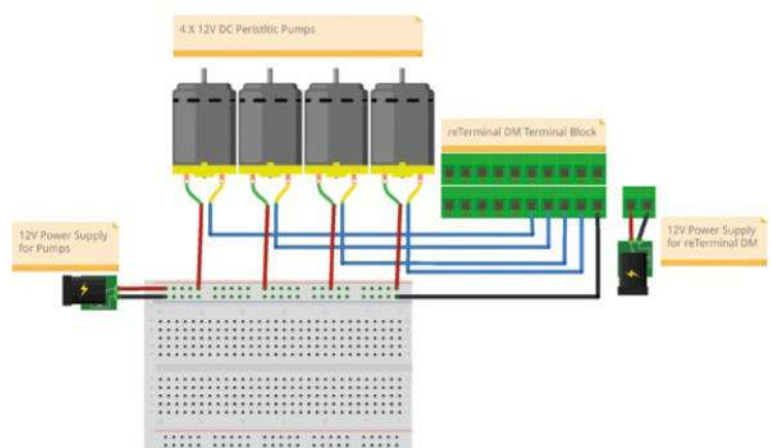 4 X 12V DC Peristltic Pumps
reTerminal DM Terminal Block
12V Power Supply
for Pumps
12V Power Supply
for reTerminal DM